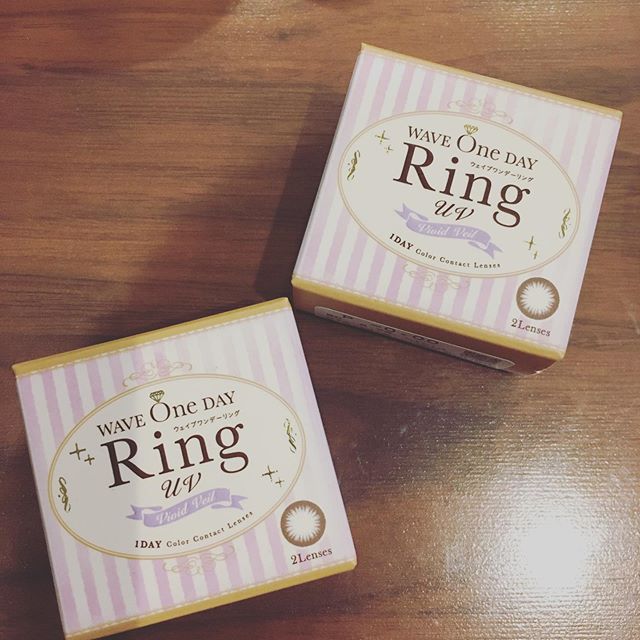 WAVE One DAY
ウェイブワンデーリング
Ring
UV
Vivid Veil
1DAY Color Contact Lenses
2Lenses
WAVE One DAY
ウェイブワンデーリング
Ring
UV
Vivid Veil
1DAY Color Contact Lenses
2Lenses